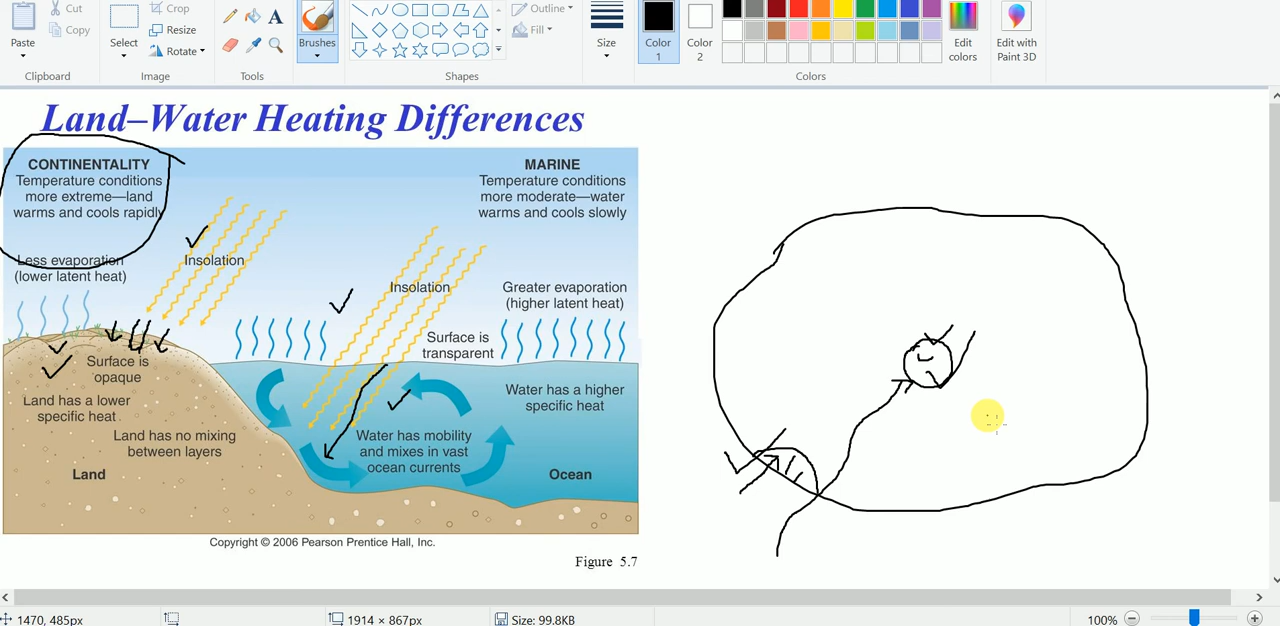 Cut
Crop
Outline
Copy
Resize
Fill
Paste
Select
Rotate
Brushes
Size
Color
1
Color
2
Edit
colors
Edit with
Paint 3D
Clipboard
Image
Tools
Shapes
Colors
Land–Water Heating Differences
CONTINENTALITY
Temperature conditions
more extreme—land
warms and cools rapidly
MARINE
Temperature conditions
more moderate—water
warms and cools slowly
Less evaporation
(lower latent heat)
Insolation
Insolation
Greater evaporation
(higher latent heat)
Surface is
transparent
Surface is
opaque
Land has a lower
specific heat
Water has a higher
specific heat
Land has no mixing
between layers
Water has mobility
and mixes in vast
ocean currents
Land
Ocean
Copyright © 2006 Pearson Prentice Hall, Inc.
Figure 5.7
1470, 485px
1914 × 867px
Size: 99.8KB
100%